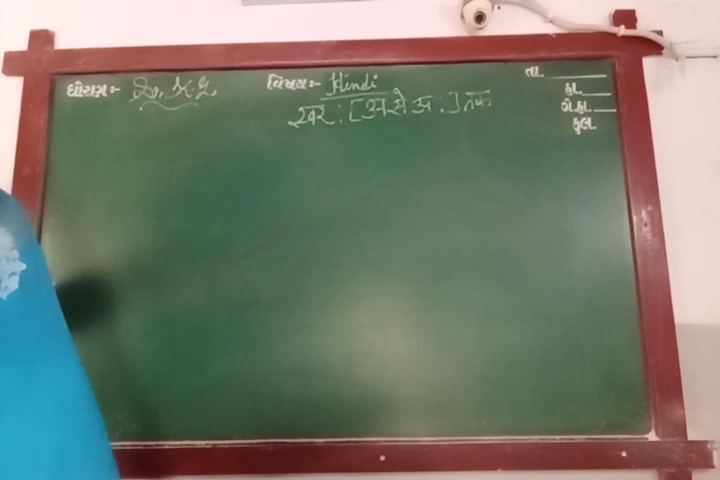 ધોરણ:- S. K.G. વિષય:- Hindi તા.
स्वर : [अ से अः] तक
હા.
ગે.હા.
કુલ.